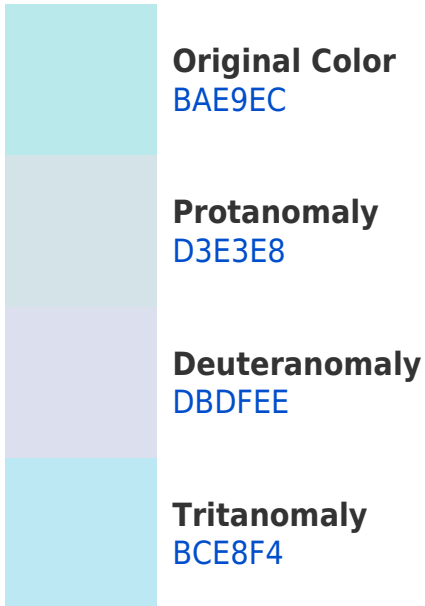 Original Color
BAE9EC
Protanomaly
D3E3E8
Deuteranomaly
DBDFEE
Tritanomaly
BCE8F4